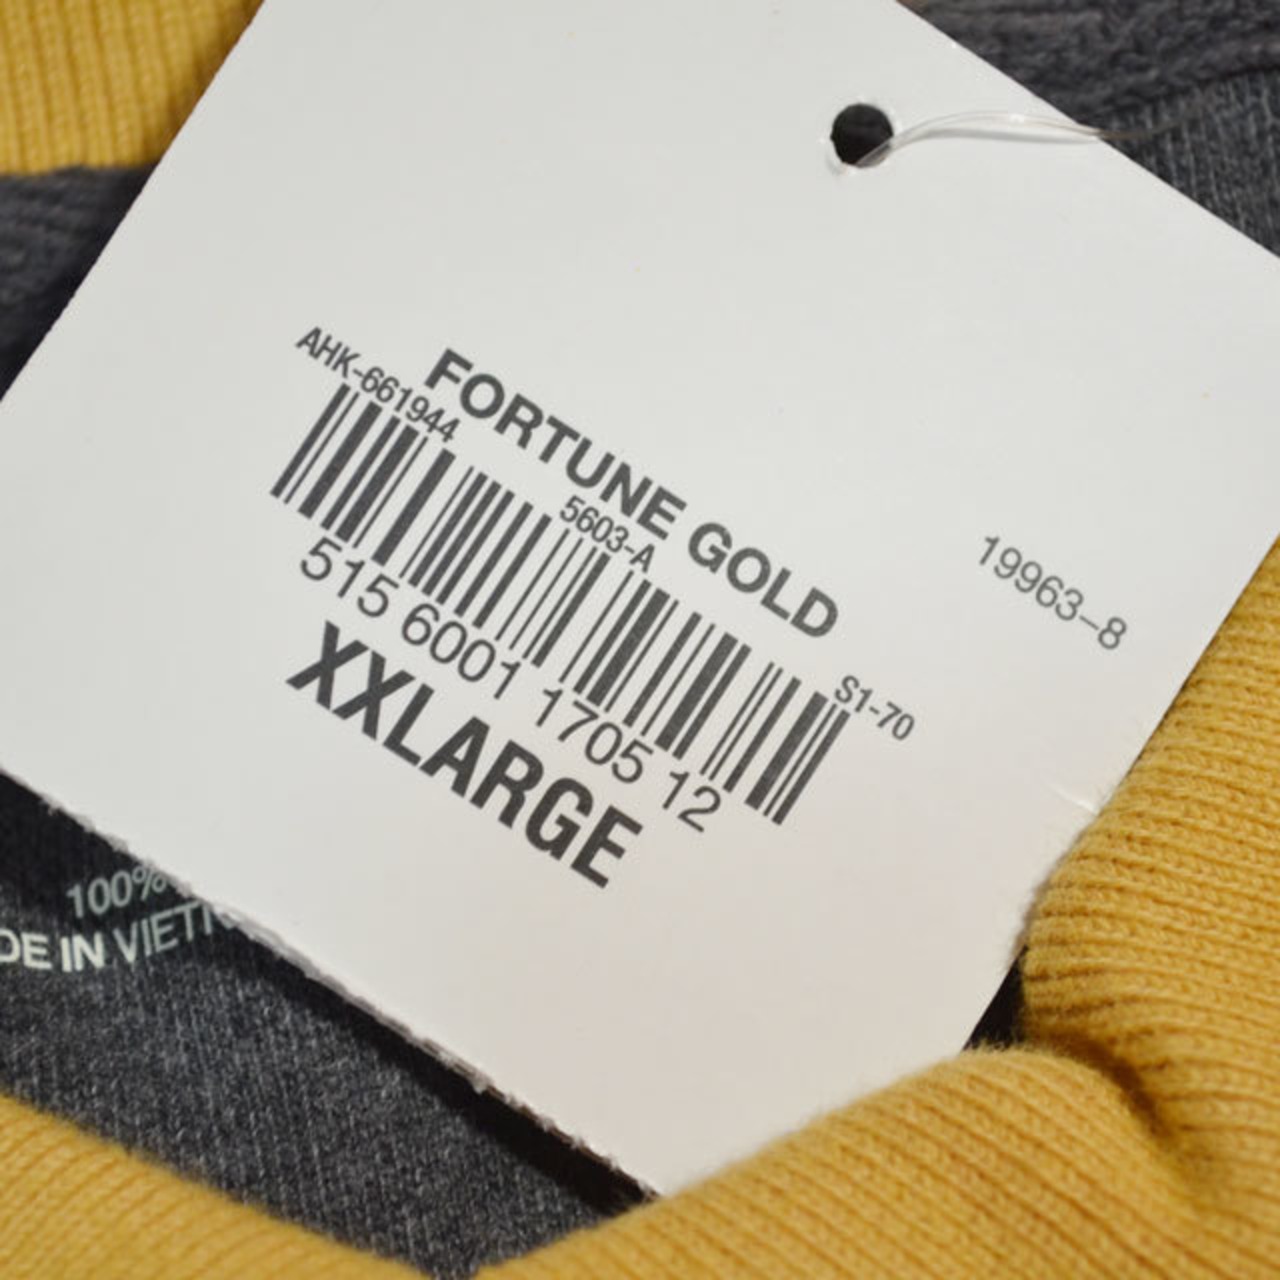 FORTUNE GOLD
AHK-661944
5603-A
S1-70
515 6001 1705 12
XXLARGE
19963-8
100%
DE IN VIET